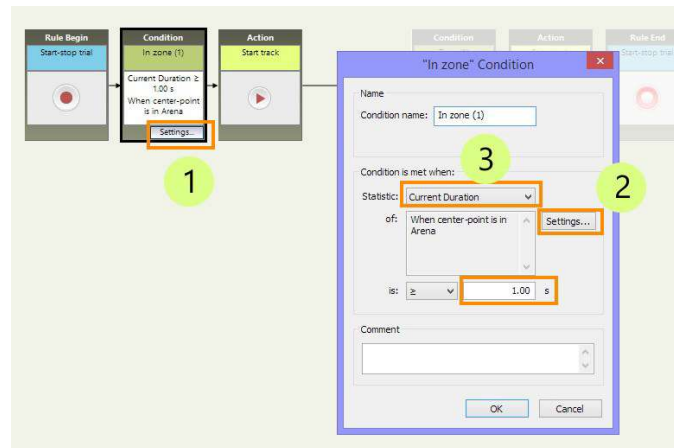 Rule Begin
Start-stop trial
Condition
In zone (1)
Current Duration ≥
1.00 s
When center-point
is in Arena
Settings...
1
Action
Start track
Condition
Action
Rule End
Start-stop trial
"In zone" Condition
Name
Condition name: In zone (1)
Condition is met when:
3
2
Statistic: Current Duration
of: When center-point is in
Arena
Settings...
is: ≥ 1.00 s
Comment
OK Cancel